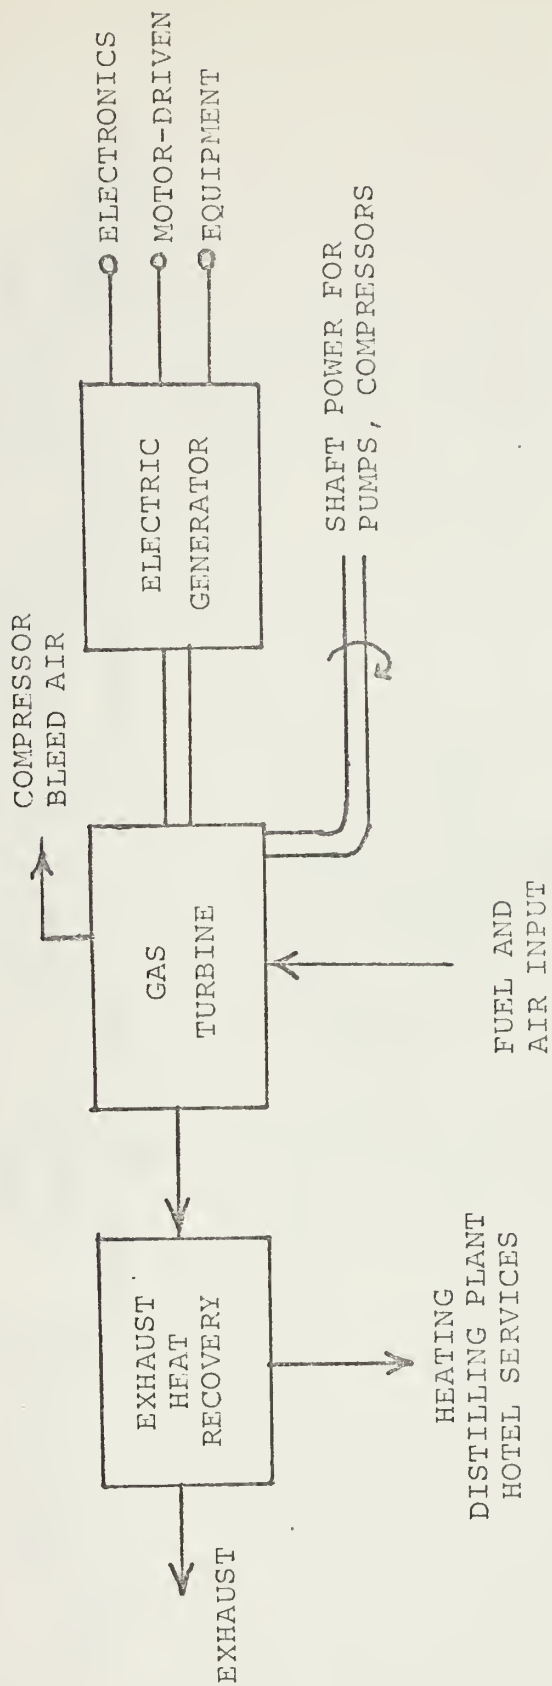 COMPRESSOR
BLEED AIR
ELECTRONICS
MOTOR-DRIVEN
EQUIPMENT
ELECTRIC
GENERATOR
GAS
TURBINE
EXHAUST
HEAT
RECOVERY
EXHAUST
SHAFT POWER FOR
PUMPS, COMPRESSORS
FUEL AND
AIR INPUT
HEATING
DISTILLING PLANT
HOTEL SERVICES